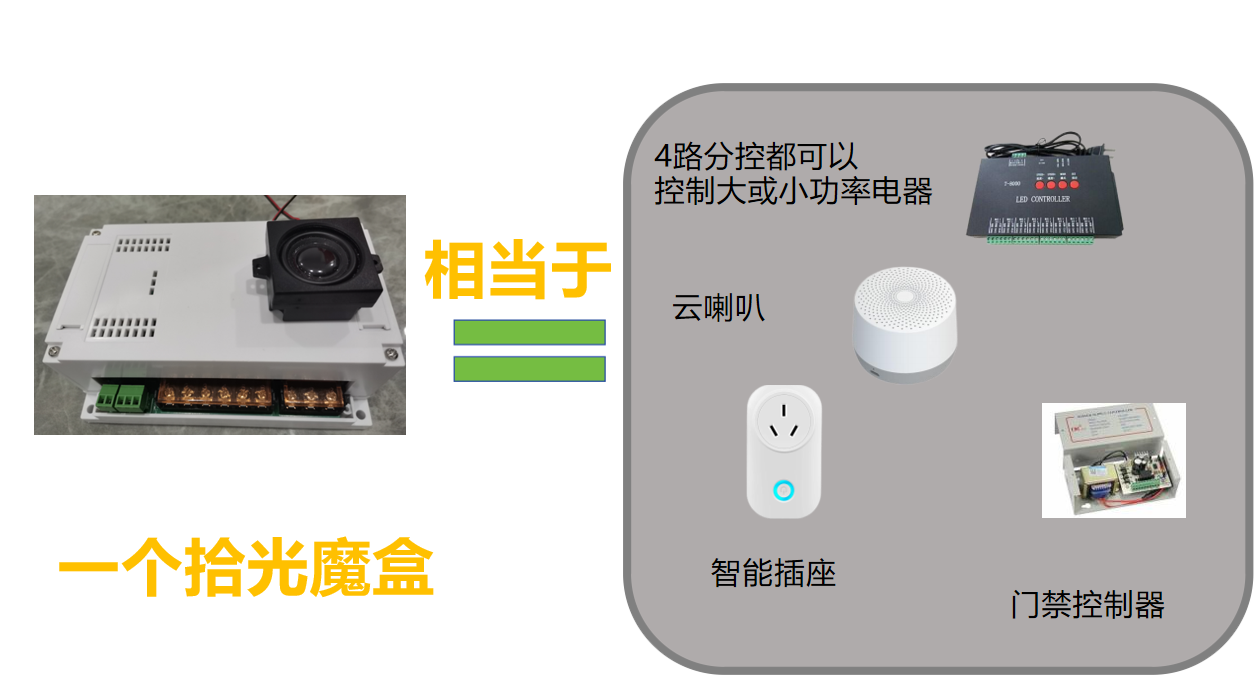 4路分控都可以
控制大或小功率电器
T-8000
LED CONTROLLER
相当于
云喇叭
一个拾光魔盒
智能插座
门禁控制器